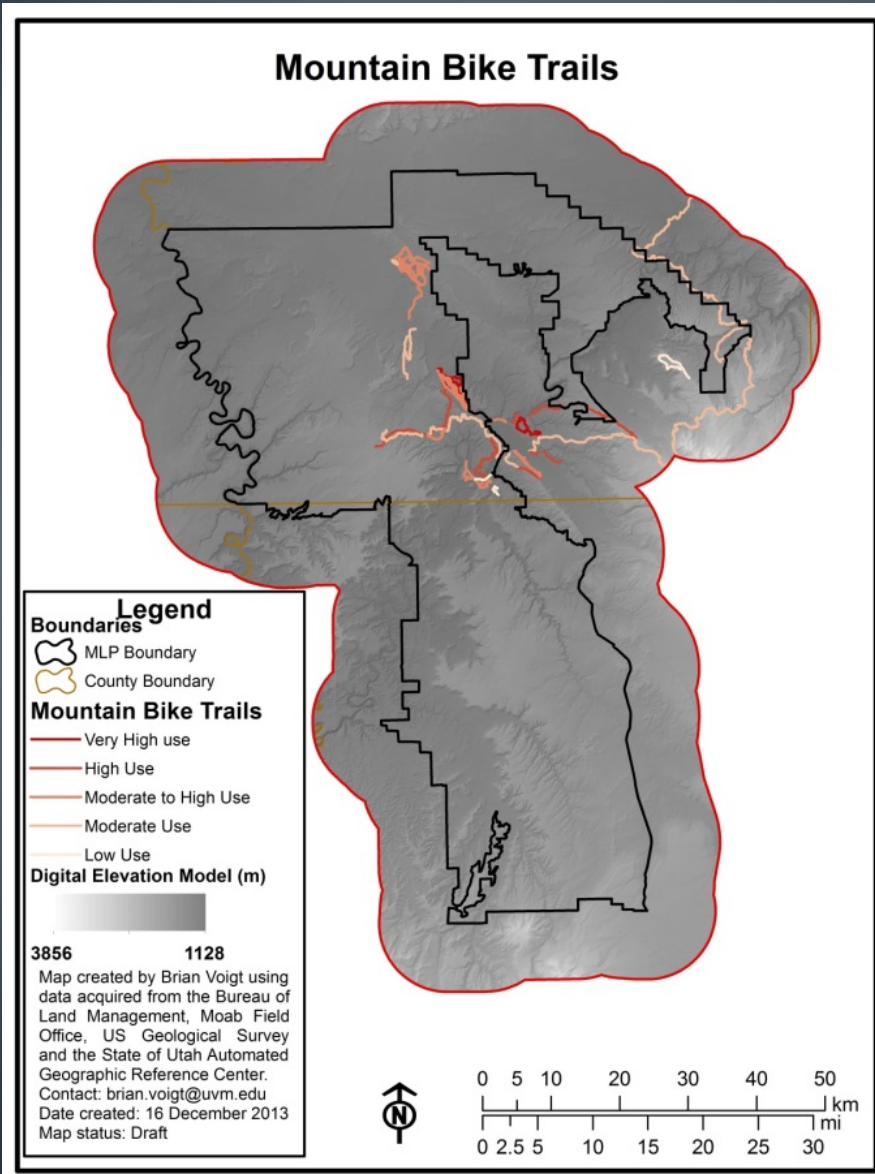 Mountain Bike Trails
Legend
Boundaries
MLP Boundary
County Boundary
Mountain Bike Trails
Very High use
High Use
Moderate to High Use
Moderate Use
Low Use
Digital Elevation Model (m)
3856 1128
Map created by Brian Voigt using
data acquired from the Bureau of
Land Management, Moab Field
Office, US Geological Survey
and the State of Utah Automated
Geographic Reference Center.
Contact: brian.voigt@uvm.edu
Date created: 16 December 2013
Map status: Draft
N
0 5 10 20 30 40 50
km
mi
0 2.5 5 10 15 20 25 30